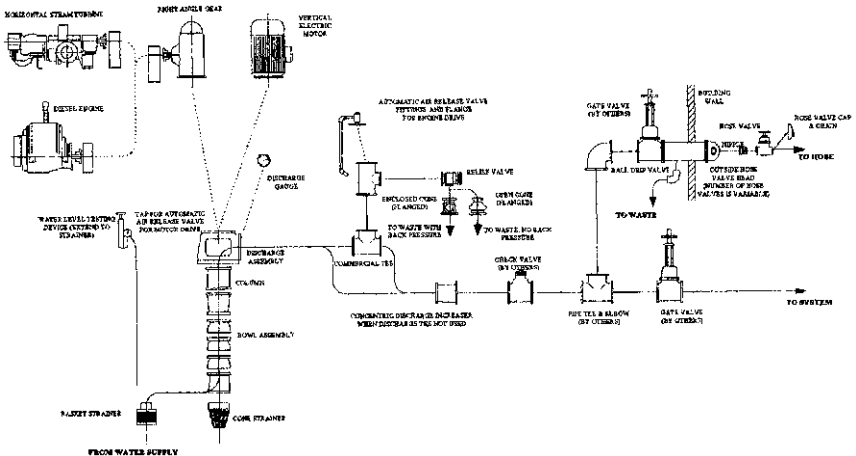 HORIZONTAL STEAM TURBINE
RIGHT ANGLE GEAR
VERTICAL
ELECTRIC
MOTOR
DIESEL ENGINE
DISCHARGE
GAUGE
AUTOMATIC AIR RELEASE VALVE
FITTINGS AND FLANGE
FOR ENGINE DRIVE
RELIEF VALVE
ENCLOSED CONE
(FLANGED)
OPEN CONE
(FLANGED)
TO WASTE WITH
BACK PRESSURE
TO WASTE, NO BACK
PRESSURE
GATE VALVE
(BY OTHERS)
BUILDING
WALL
HOSE VALVE
HOSE VALVE CAP
& CHAIN
NIPPLE
TO HOSE
BALL DRIP VALVE
OUTSIDE HOSE
VALVE HEAD
(NUMBER OF HOSE
VALVES IS VARIABLE)
TO WASTE
WATER LEVEL TESTING
DEVICE (EXTEND TO
STRAINER)
TAP FOR AUTOMATIC
AIR RELEASE VALVE
FOR MOTOR DRIVE
DISCHARGE
ASSEMBLY
COMMERCIAL TEE
CHECK VALVE
(BY OTHERS)
COLUMN
CONCENTRIC DISCHARGE INCREASER
WHEN DISCHARGE TEE NOT USED
PIPE TEE & ELBOW
(BY OTHERS)
GATE VALVE
(BY OTHERS)
TO SYSTEM
BOWL ASSEMBLY
BASKET STRAINER
CONE STRAINER
FROM WATER SUPPLY